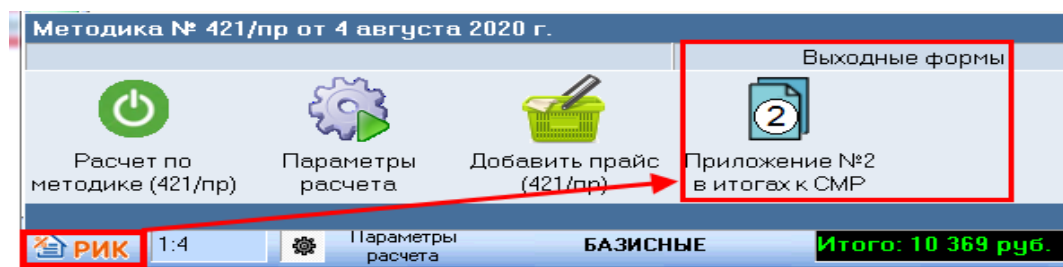 Методика № 421/пр от 4 августа 2020 г.
Выходные формы
2
Расчет по
методике (421/пр)
Параметры
расчета
Добавить прайс
(421/пр)
Приложение №2
в итогах к СМР
РИК
1:4
Параметры
расчета
БАЗИСНЫЕ
Итого: 10 369 руб.